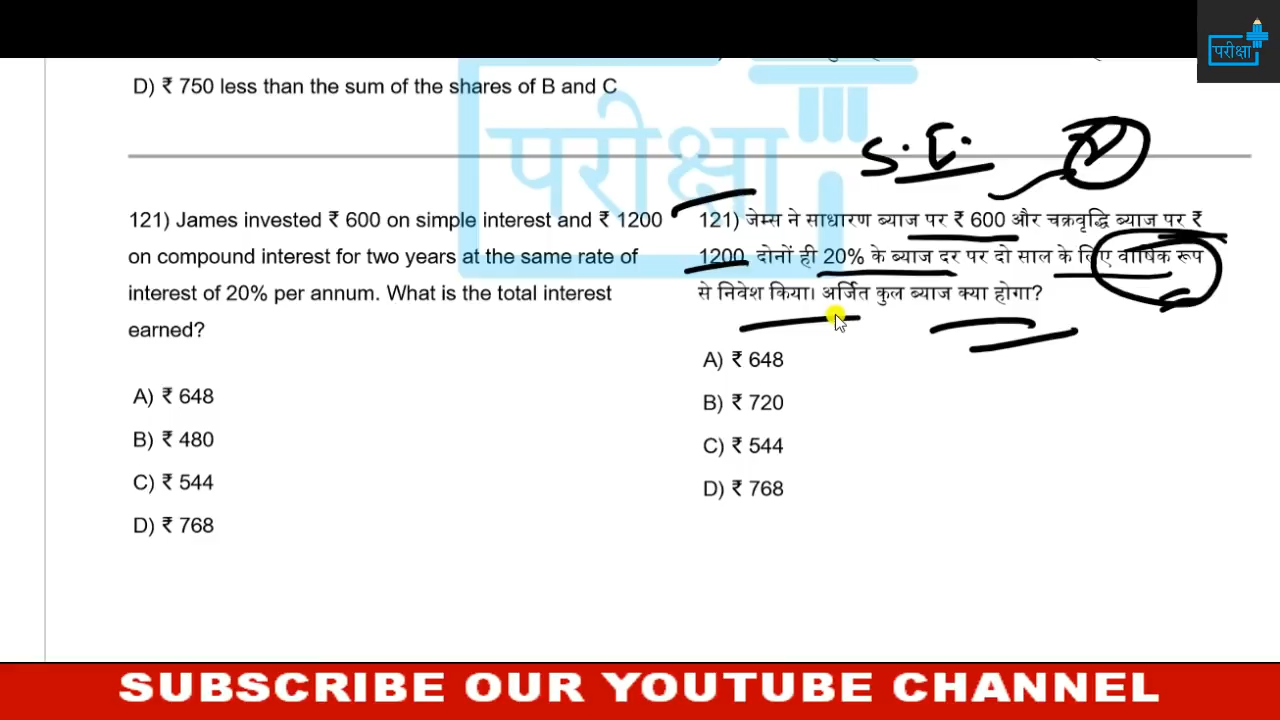 परीक्षा
D) ₹ 750 less than the sum of the shares of B and C
परीक्षा
S.I.
121) James invested ₹ 600 on simple interest and ₹ 1200
on compound interest for two years at the same rate of
interest of 20% per annum. What is the total interest
earned?
A) ₹ 648
B) ₹ 480
C) ₹ 544
D) ₹ 768
121) जेम्स ने साधारण ब्याज पर ₹ 600 और चक्रवृद्धि ब्याज पर ₹
1200 दोनों ही 20% के ब्याज दर पर दो साल के लिए वार्षिक रूप
से निवेश किया। अर्जित कुल ब्याज क्या होगा?
A) ₹ 648
B) ₹ 720
C) ₹ 544
D) ₹ 768
SUBSCRIBE OUR YOUTUBE CHANNEL